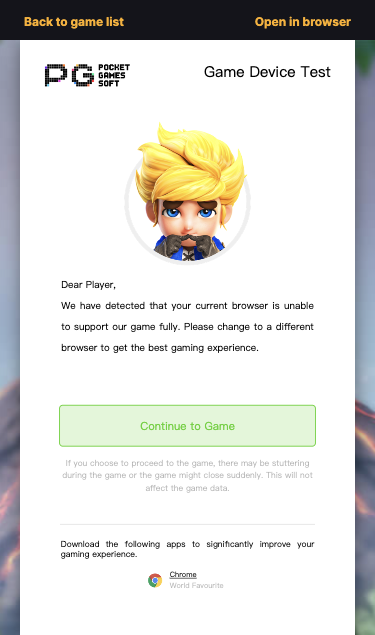 Back to game list
Open in browser
PG POCKET GAMES SOFT
Game Device Test
Dear Player,
We have detected that your current browser is unable
to support our game fully. Please change to a different
browser to get the best gaming experience.
Continue to Game
If you choose to proceed to the game, there may be stuttering
during the game or the game might close suddenly. This will not
affect the game data.
Download the following apps to significantly improve your
gaming experience.
Chrome
World Favourite